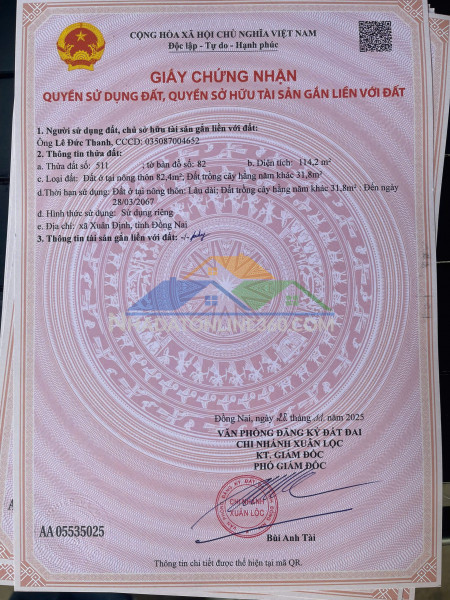 CỘNG HÒA XÃ HỘI CHỦ NGHĨA VIỆT NAM
Độc lập - Tự do - Hạnh phúc
GIẤY CHỨNG NHẬN
QUYỀN SỬ DỤNG ĐẤT, QUYỀN SỞ HỮU TÀI SẢN GẮN LIỀN VỚI ĐẤT
1. Người sử dụng đất, chủ sở hữu tài sản gắn liền với đất:
Ông Lê Đức Thanh, CCCD: 035087004652
2. Thông tin thửa đất:
a. Thửa đất số: 511 ; tờ bản đồ số: 82 b. Diện tích: 114,2 m²
c. Loại đất: Đất ở tại nông thôn 82,4m²; Đất trồng cây hàng năm khác 31,8m²
d.Thời hạn sử dụng: Đất ở tại nông thôn: Lâu dài; Đất trồng cây hàng năm khác 31,8m² : Đến ngày
28/03/2067
đ. Hình thức sử dụng: Sử dụng riêng
e. Địa chỉ: xã Xuân Định, tỉnh Đồng Nai
3. Thông tin tài sản gắn liền với đất: -/-
NHADATONLINE360.COM
Đồng Nai, ngày 28 tháng năm 2025
VĂN PHÒNG ĐĂNG KÝ ĐẤT ĐAI
CHI NHÁNH XUÂN LỘC
KT. GIÁM ĐỐC
PHÓ GIÁM ĐỐC
CHI NHÁNH
XUÂN LỘC
Bùi Anh Tài
AA 05535025
Thông tin chi tiết được thể hiện tại mã QR.